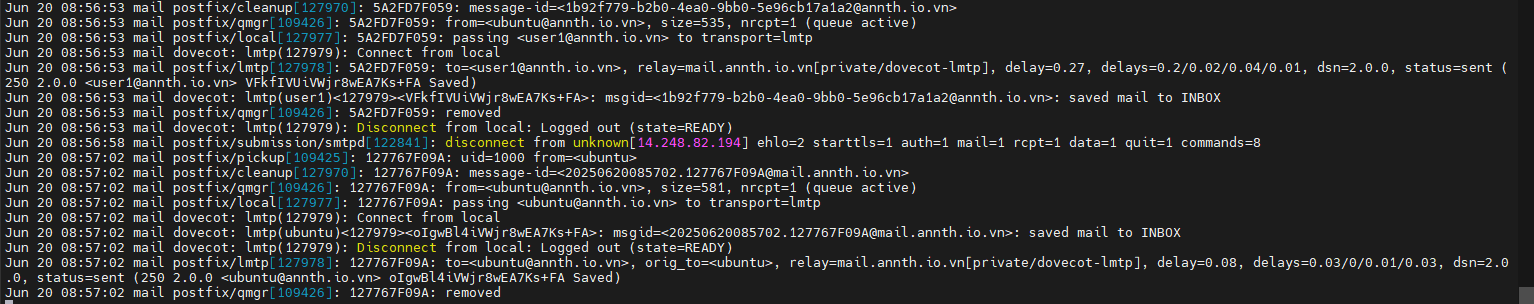 Jun 20 08:56:53 mail postfix/cleanup[127970]: 5A2FD7F059: message-id=<1b92f779-b2b0-4ea0-9bb0-5e96cb17a1a2@annth.io.vn>
Jun 20 08:56:53 mail postfix/qmgr[109426]: 5A2FD7F059: from=<ubuntu@annth.io.vn>, size=535, nrcpt=1 (queue active)
Jun 20 08:56:53 mail postfix/local[127977]: 5A2FD7F059: passing <user1@annth.io.vn> to transport=lmtp
Jun 20 08:56:53 mail dovecot: lmtp(127979): Connect from local
Jun 20 08:56:53 mail postfix/lmtp[127978]: 5A2FD7F059: to=<user1@annth.io.vn>, relay=mail.annth.io.vn[private/dovecot-lmtp], delay=0.27, delays=0.2/0.02/0.04/0.01, dsn=2.0.0, status=sent (
250 2.0.0 <user1@annth.io.vn> VFkfIVUiVWjr8wEA7Ks+FA Saved)
Jun 20 08:56:53 mail dovecot: lmtp(user1)<127979><VFkfIVUiVWjr8wEA7Ks+FA>: msgid=<1b92f779-b2b0-4ea0-9bb0-5e96cb17a1a2@annth.io.vn>: saved mail to INBOX
Jun 20 08:56:53 mail postfix/qmgr[109426]: 5A2FD7F059: removed
Jun 20 08:56:53 mail dovecot: lmtp(127979): Disconnect from local: Logged out (state=READY)
Jun 20 08:56:58 mail postfix/submission/smtpd[122841]: disconnect from unknown[14.248.82.194] ehlo=2 starttls=1 auth=1 mail=1 rcpt=1 data=1 quit=1 commands=8
Jun 20 08:57:02 mail postfix/pickup[109425]: 127767F09A: uid=1000 from=<ubuntu>
Jun 20 08:57:02 mail postfix/cleanup[127970]: 127767F09A: message-id=<20250620085702.127767F09A@mail.annth.io.vn>
Jun 20 08:57:02 mail postfix/qmgr[109426]: 127767F09A: from=<ubuntu@annth.io.vn>, size=581, nrcpt=1 (queue active)
Jun 20 08:57:02 mail postfix/local[127977]: 127767F09A: passing <ubuntu@annth.io.vn> to transport=lmtp
Jun 20 08:57:02 mail dovecot: lmtp(127979): Connect from local
Jun 20 08:57:02 mail dovecot: lmtp(ubuntu)<127979><oIgwBl4iVWjr8wEA7Ks+FA>: msgid=<20250620085702.127767F09A@mail.annth.io.vn>: saved mail to INBOX
Jun 20 08:57:02 mail dovecot: lmtp(127979): Disconnect from local: Logged out (state=READY)
Jun 20 08:57:02 mail postfix/lmtp[127978]: 127767F09A: to=<ubuntu@annth.io.vn>, orig_to=<ubuntu>, relay=mail.annth.io.vn[private/dovecot-lmtp], delay=0.08, delays=0.03/0/0.01/0.03, dsn=2.0
.0, status=sent (250 2.0.0 <ubuntu@annth.io.vn> oIgwBl4iVWjr8wEA7Ks+FA Saved)
Jun 20 08:57:02 mail postfix/qmgr[109426]: 127767F09A: removed